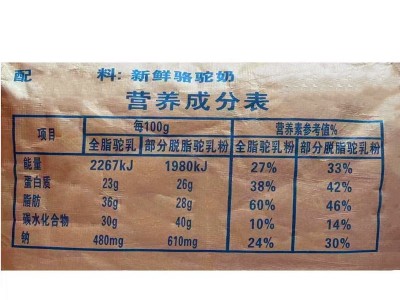 配 料: 新鲜骆驼奶
营养成分表
项目 每100g 营养素参考值%
全脂驼乳 部分脱脂驼乳粉 全脂驼乳粉 部分脱脂驼乳粉
能量 2267kJ 1980kJ 27% 33%
蛋白质 23g 26g 38% 42%
脂肪 36g 28g 60% 46%
碳水化合物 30g 40g 10% 14%
钠 480mg 610mg 24% 30%